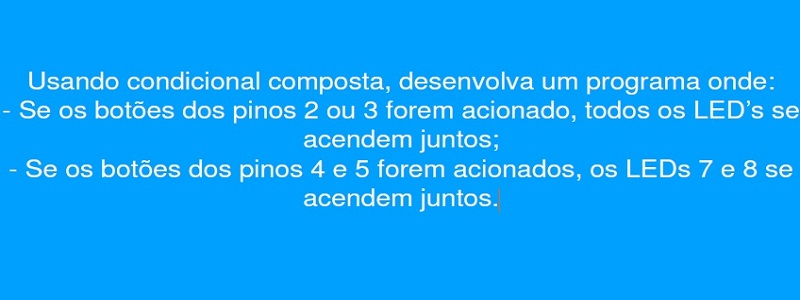 Usando condicional composta, desenvolva um programa onde:
- Se os botões dos pinos 2 ou 3 forem acionado, todos os LED’s se
acendem juntos;
- Se os botões dos pinos 4 e 5 forem acionados, os LEDs 7 e 8 se
acendem juntos.